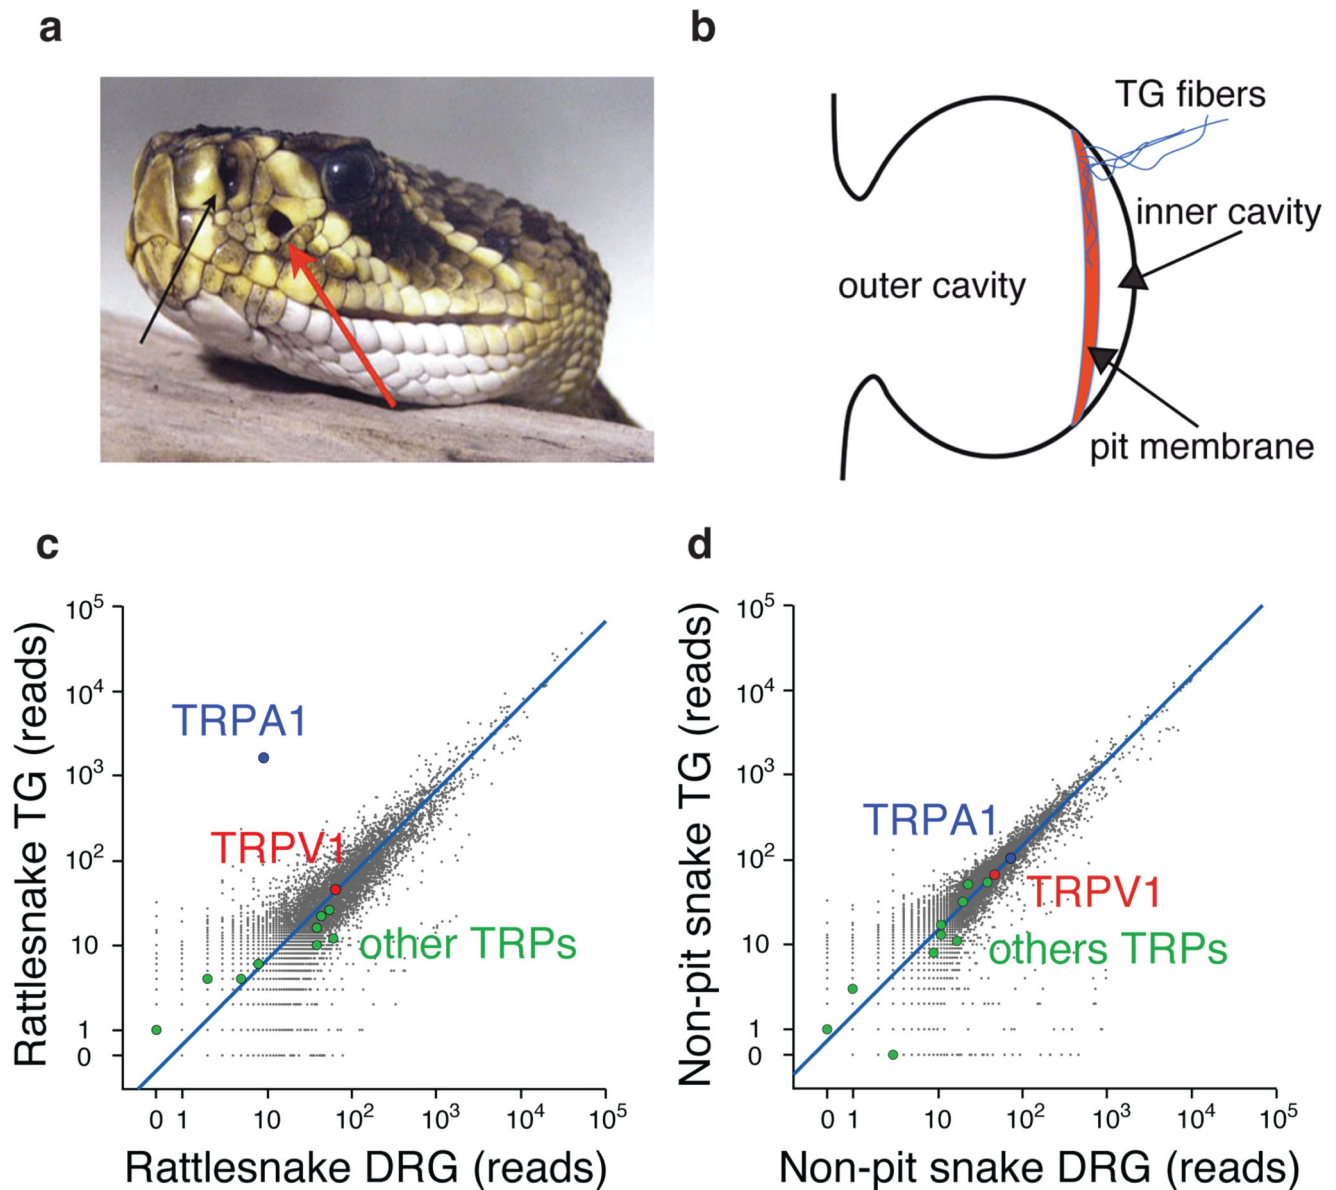 a
b
TG fibers
inner cavity
outer cavity
pit membrane
c
Rattlesnake TG (reads)
10⁵
10⁴
10³
10²
10
1
0
TRPA1
TRPV1
other TRPs
0 1 10 10² 10³ 10⁴ 10⁵
Rattlesnake DRG (reads)
d
Non-pit snake TG (reads)
10⁵
10⁴
10³
10²
10
1
0
TRPA1
TRPV1
others TRPs
0 1 10 10² 10³ 10⁴ 10⁵
Non-pit snake DRG (reads)